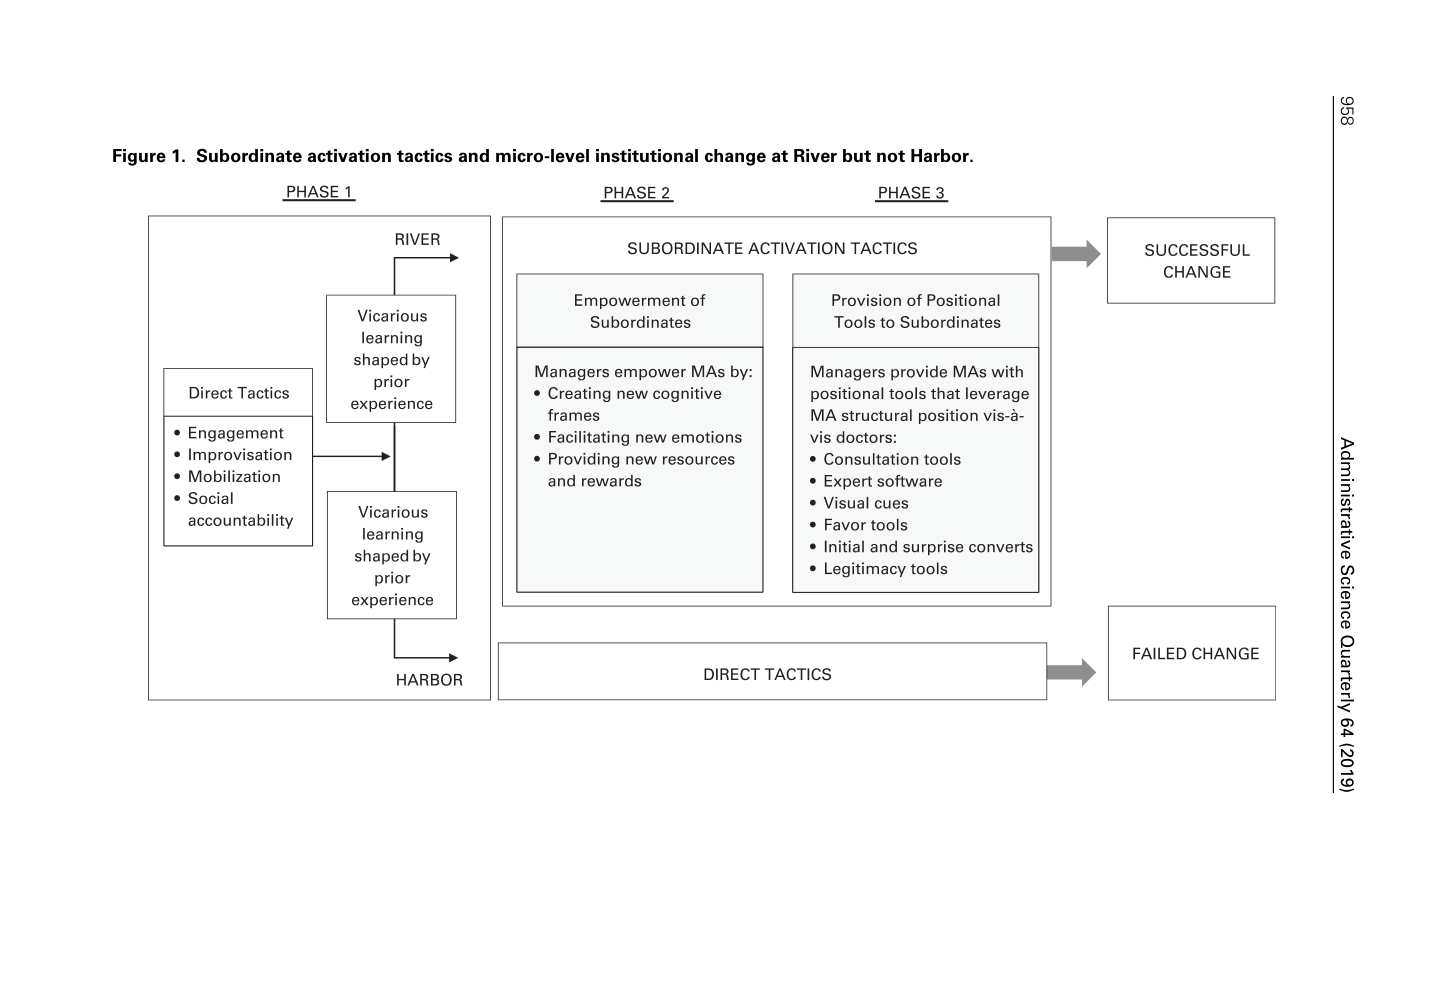 958
Administrative Science Quarterly 64 (2019)
Figure 1. Subordinate activation tactics and micro-level institutional change at River but not Harbor.
PHASE 1
PHASE 2
PHASE 3
RIVER
Vicarious
learning
shaped by
prior
experience
Direct Tactics
• Engagement
• Improvisation
• Mobilization
• Social
accountability
Vicarious
learning
shaped by
prior
experience
HARBOR
SUBORDINATE ACTIVATION TACTICS
Empowerment of
Subordinates
Managers empower MAs by:
• Creating new cognitive
frames
• Facilitating new emotions
• Providing new resources
and rewards
Provision of Positional
Tools to Subordinates
Managers provide MAs with
positional tools that leverage
MA structural position vis-à-
vis doctors:
• Consultation tools
• Expert software
• Visual cues
• Favor tools
• Initial and surprise converts
• Legitimacy tools
SUCCESSFUL
CHANGE
DIRECT TACTICS
FAILED CHANGE